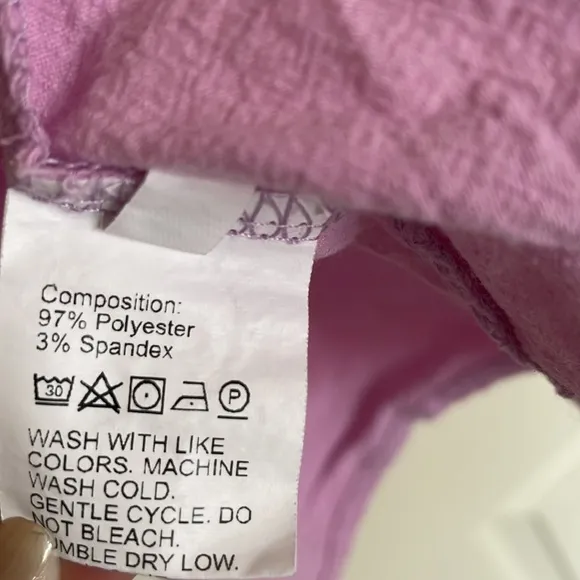 Composition:
97% Polyester
3% Spandex
30 P
WASH WITH LIKE
COLORS. MACHINE
WASH COLD.
GENTLE CYCLE. DO
NOT BLEACH.
TUMBLE DRY LOW.